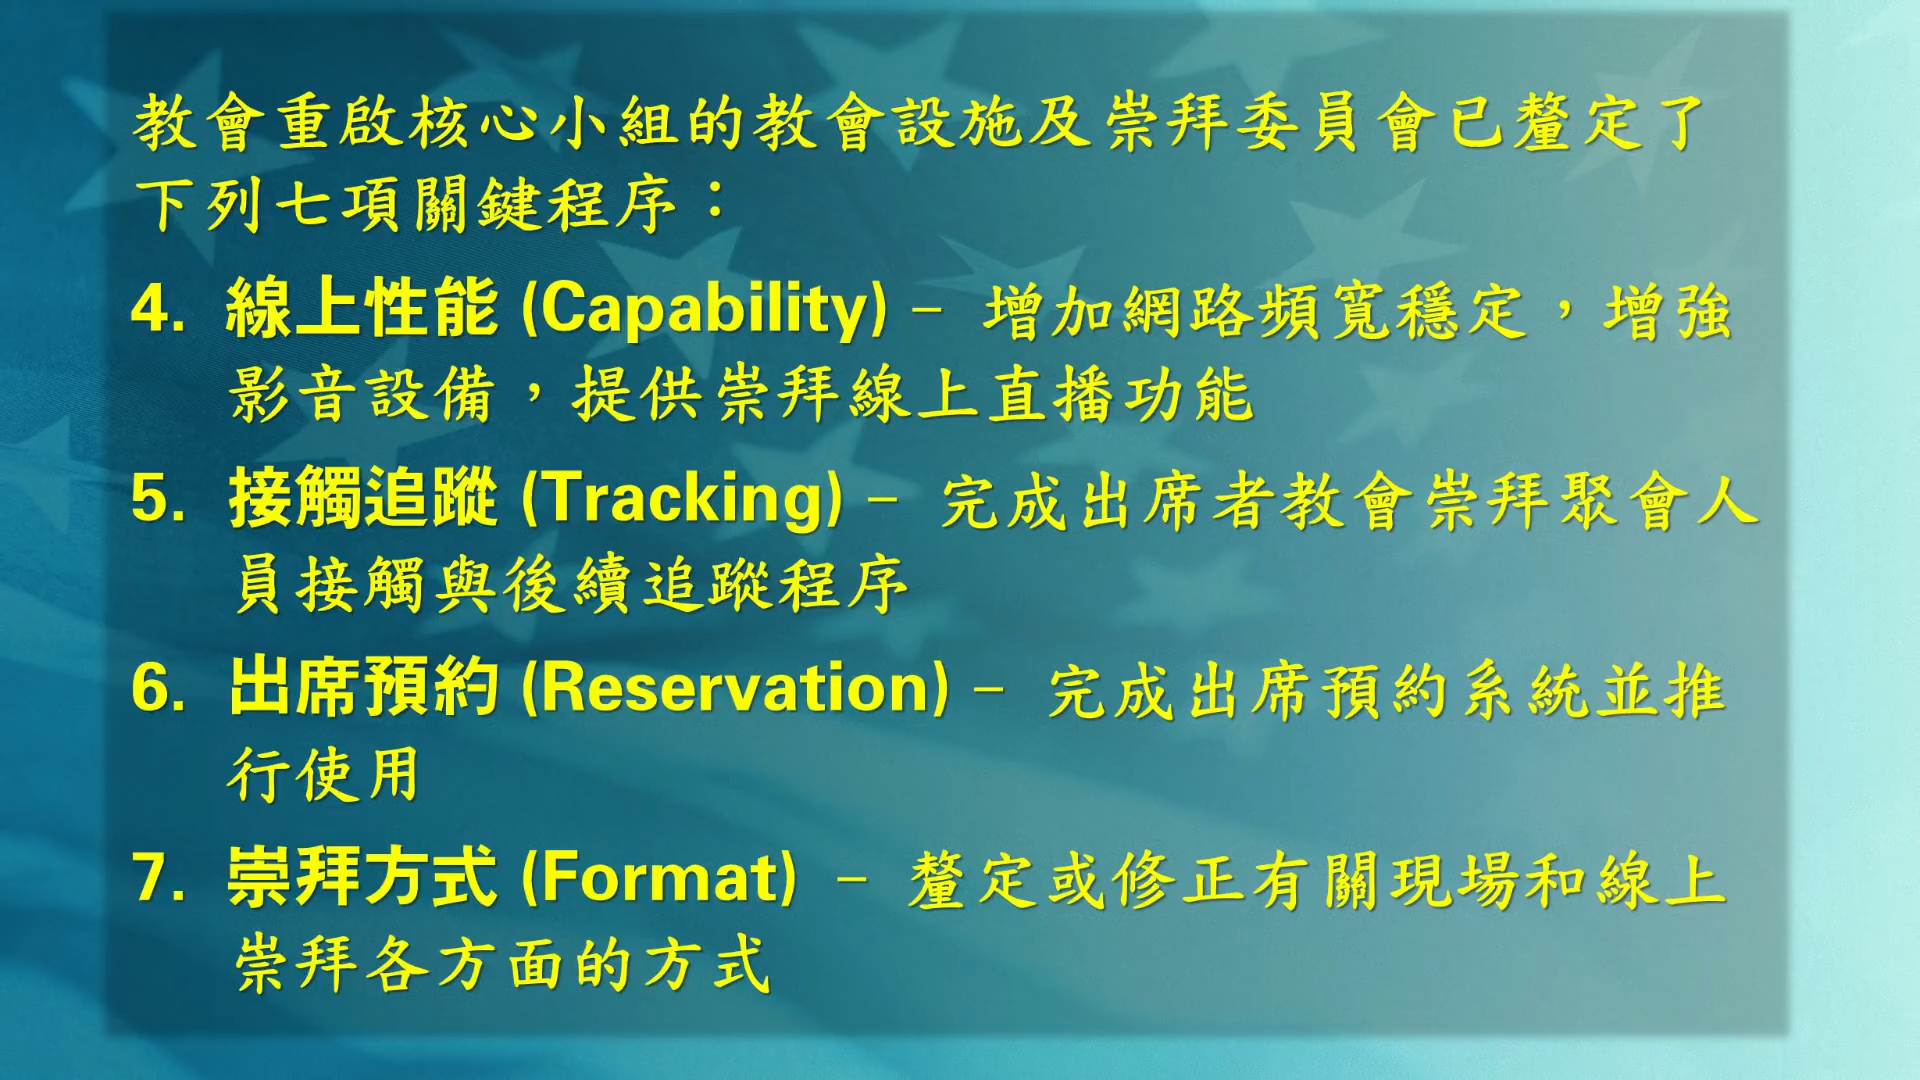 教會重啟核心小組的教會設施及崇拜委員會已釐定了
下列七項關鍵程序：
4. 線上性能 (Capability) – 增加網路頻寬穩定，增強
影音設備，提供崇拜線上直播功能
5. 接觸追蹤 (Tracking) – 完成出席者教會崇拜聚會人
員接觸與後續追蹤程序
6. 出席預約 (Reservation) – 完成出席預約系統並推
行使用
7. 崇拜方式 (Format) – 釐定或修正有關現場和線上
崇拜各方面的方式